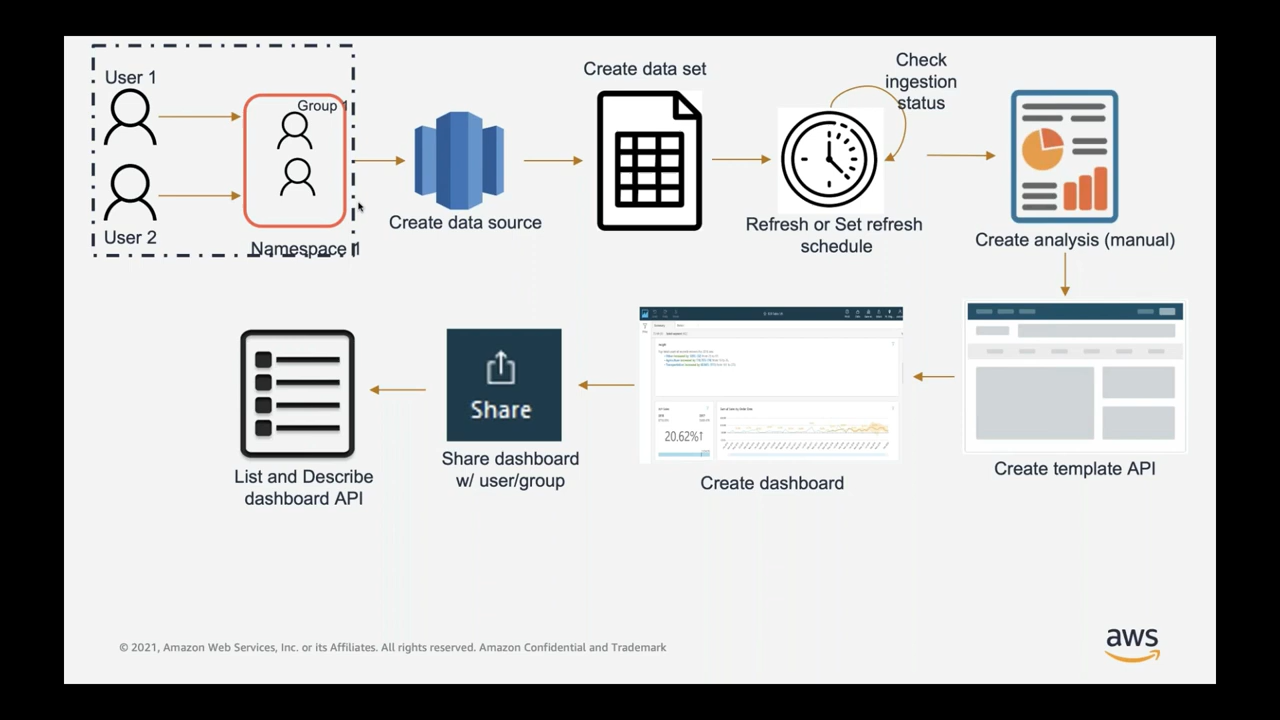 User 1
Group 1
User 2
Namespace 1
Create data source
Create data set
Check
ingestion
status
Refresh or Set refresh
schedule
Create analysis (manual)
Create template API
20.62%
Create dashboard
Share
Share dashboard
w/ user/group
List and Describe
dashboard API
© 2021, Amazon Web Services, Inc. or its Affiliates. All rights reserved. Amazon Confidential and Trademark
aws